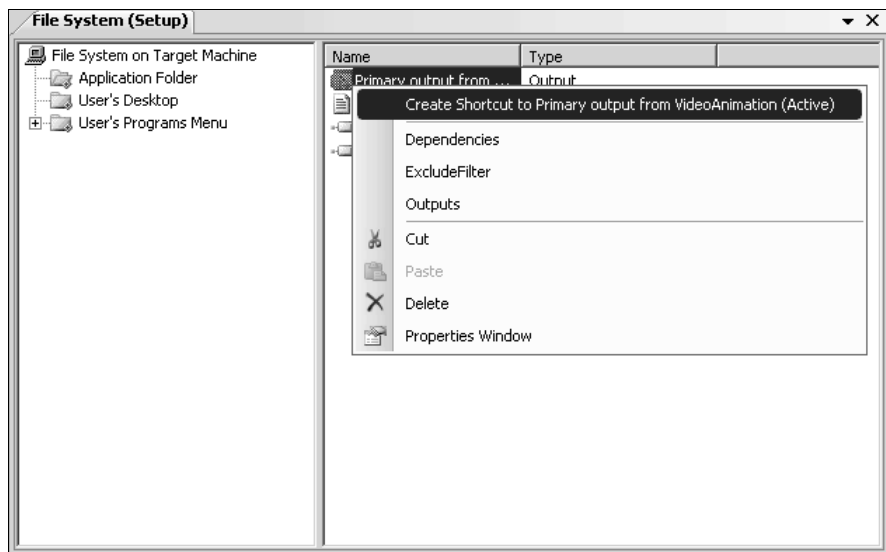 File System (Setup)
File System on Target Machine
Application Folder
User's Desktop
User's Programs Menu
Name Type
Primary output from ... Output
Create Shortcut to Primary output from VideoAnimation (Active)
Dependencies
ExcludeFilter
Outputs
Cut
Paste
Delete
Properties Window